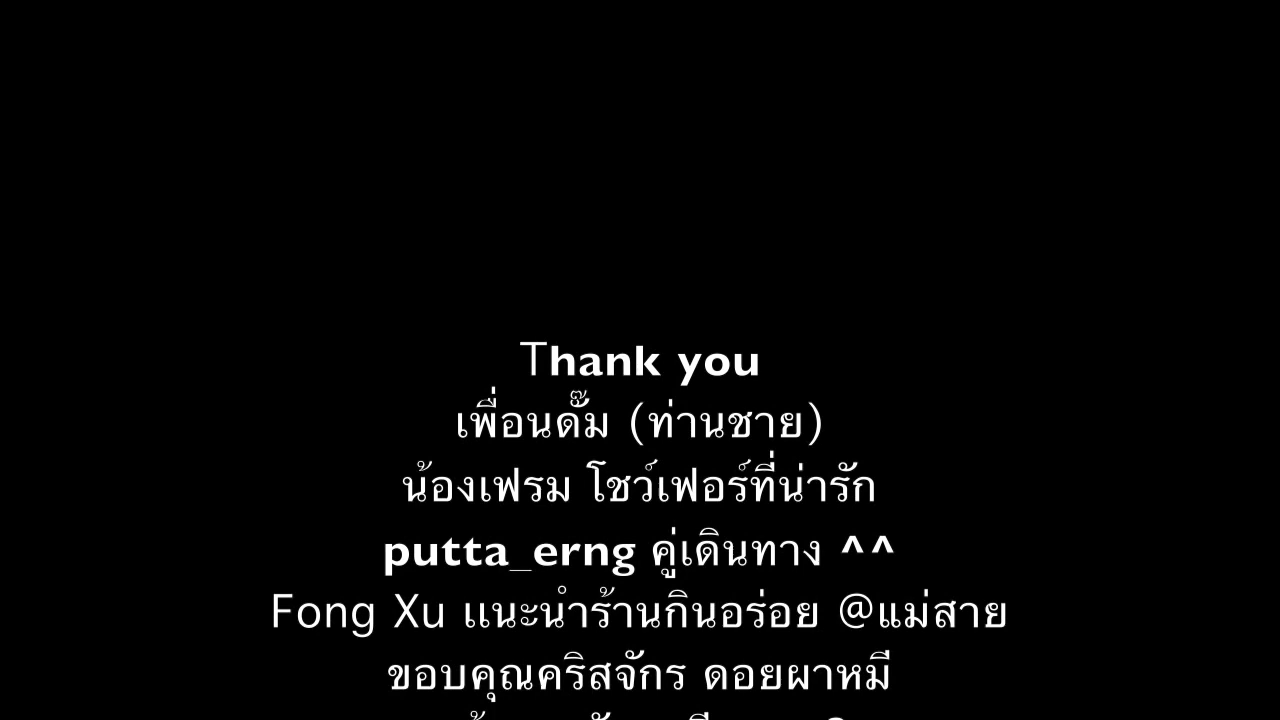 Thank you
เพื่อนดั๊ม (ท่านชาย)
น้องเฟรม โชว์เฟอร์ที่น่ารัก
putta_erng คู่เดินทาง ^^
Fong Xu แนะนำร้านกินอร่อย @แม่สาย
ขอบคุณคริสจักร ดอยผาหมี